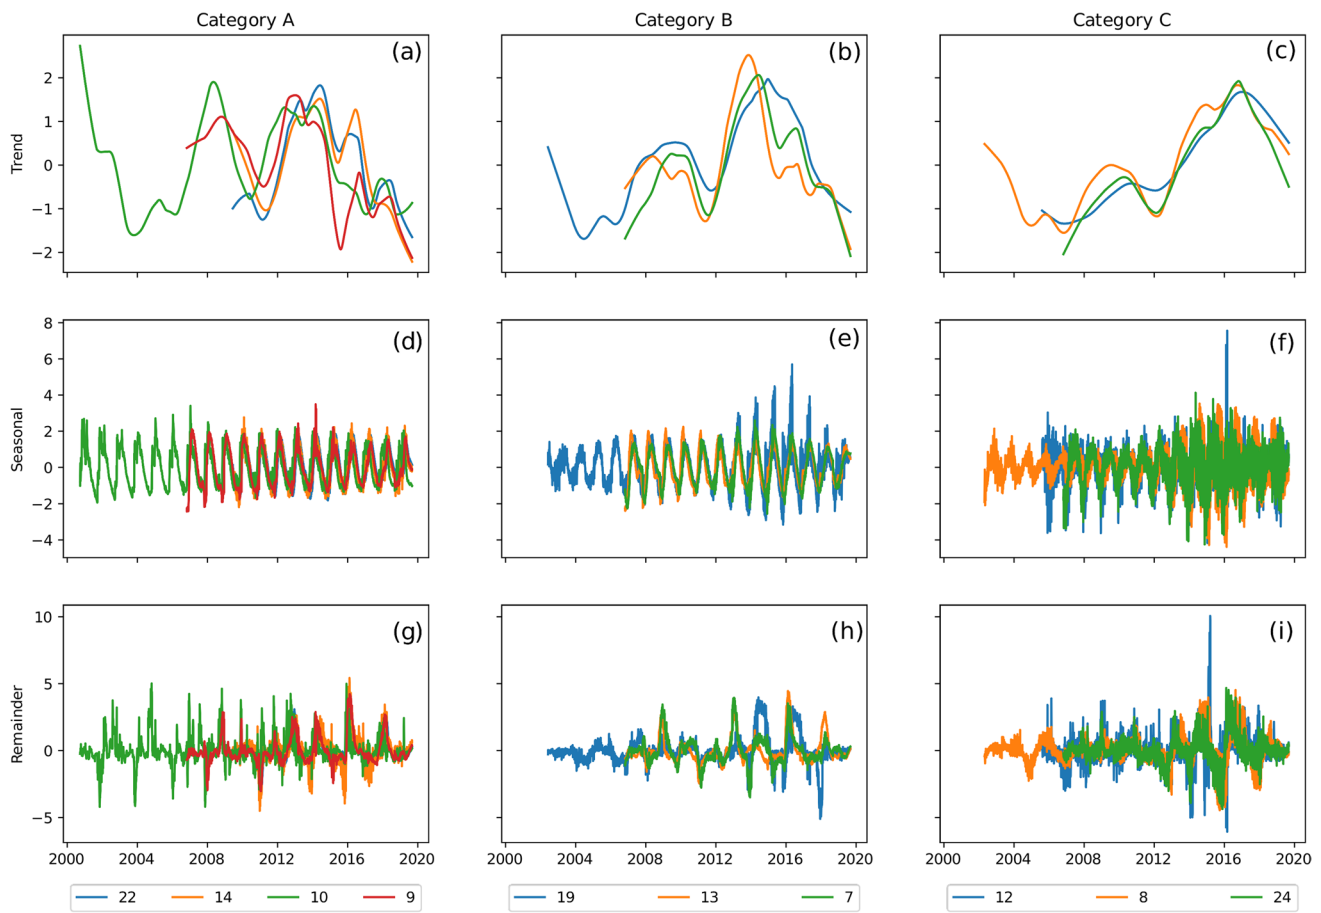 Category A
Category B
Category C
(a)
(b)
(c)
Trend
2
1
0
−1
−2
(d)
(e)
(f)
Seasonal
8
6
4
2
0
−2
−4
(g)
(h)
(i)
Remainder
10
5
0
−5
2000 2004 2008 2012 2016 2020
2000 2004 2008 2012 2016 2020
2000 2004 2008 2012 2016 2020
22 14 10 9
19 13 7
12 8 24